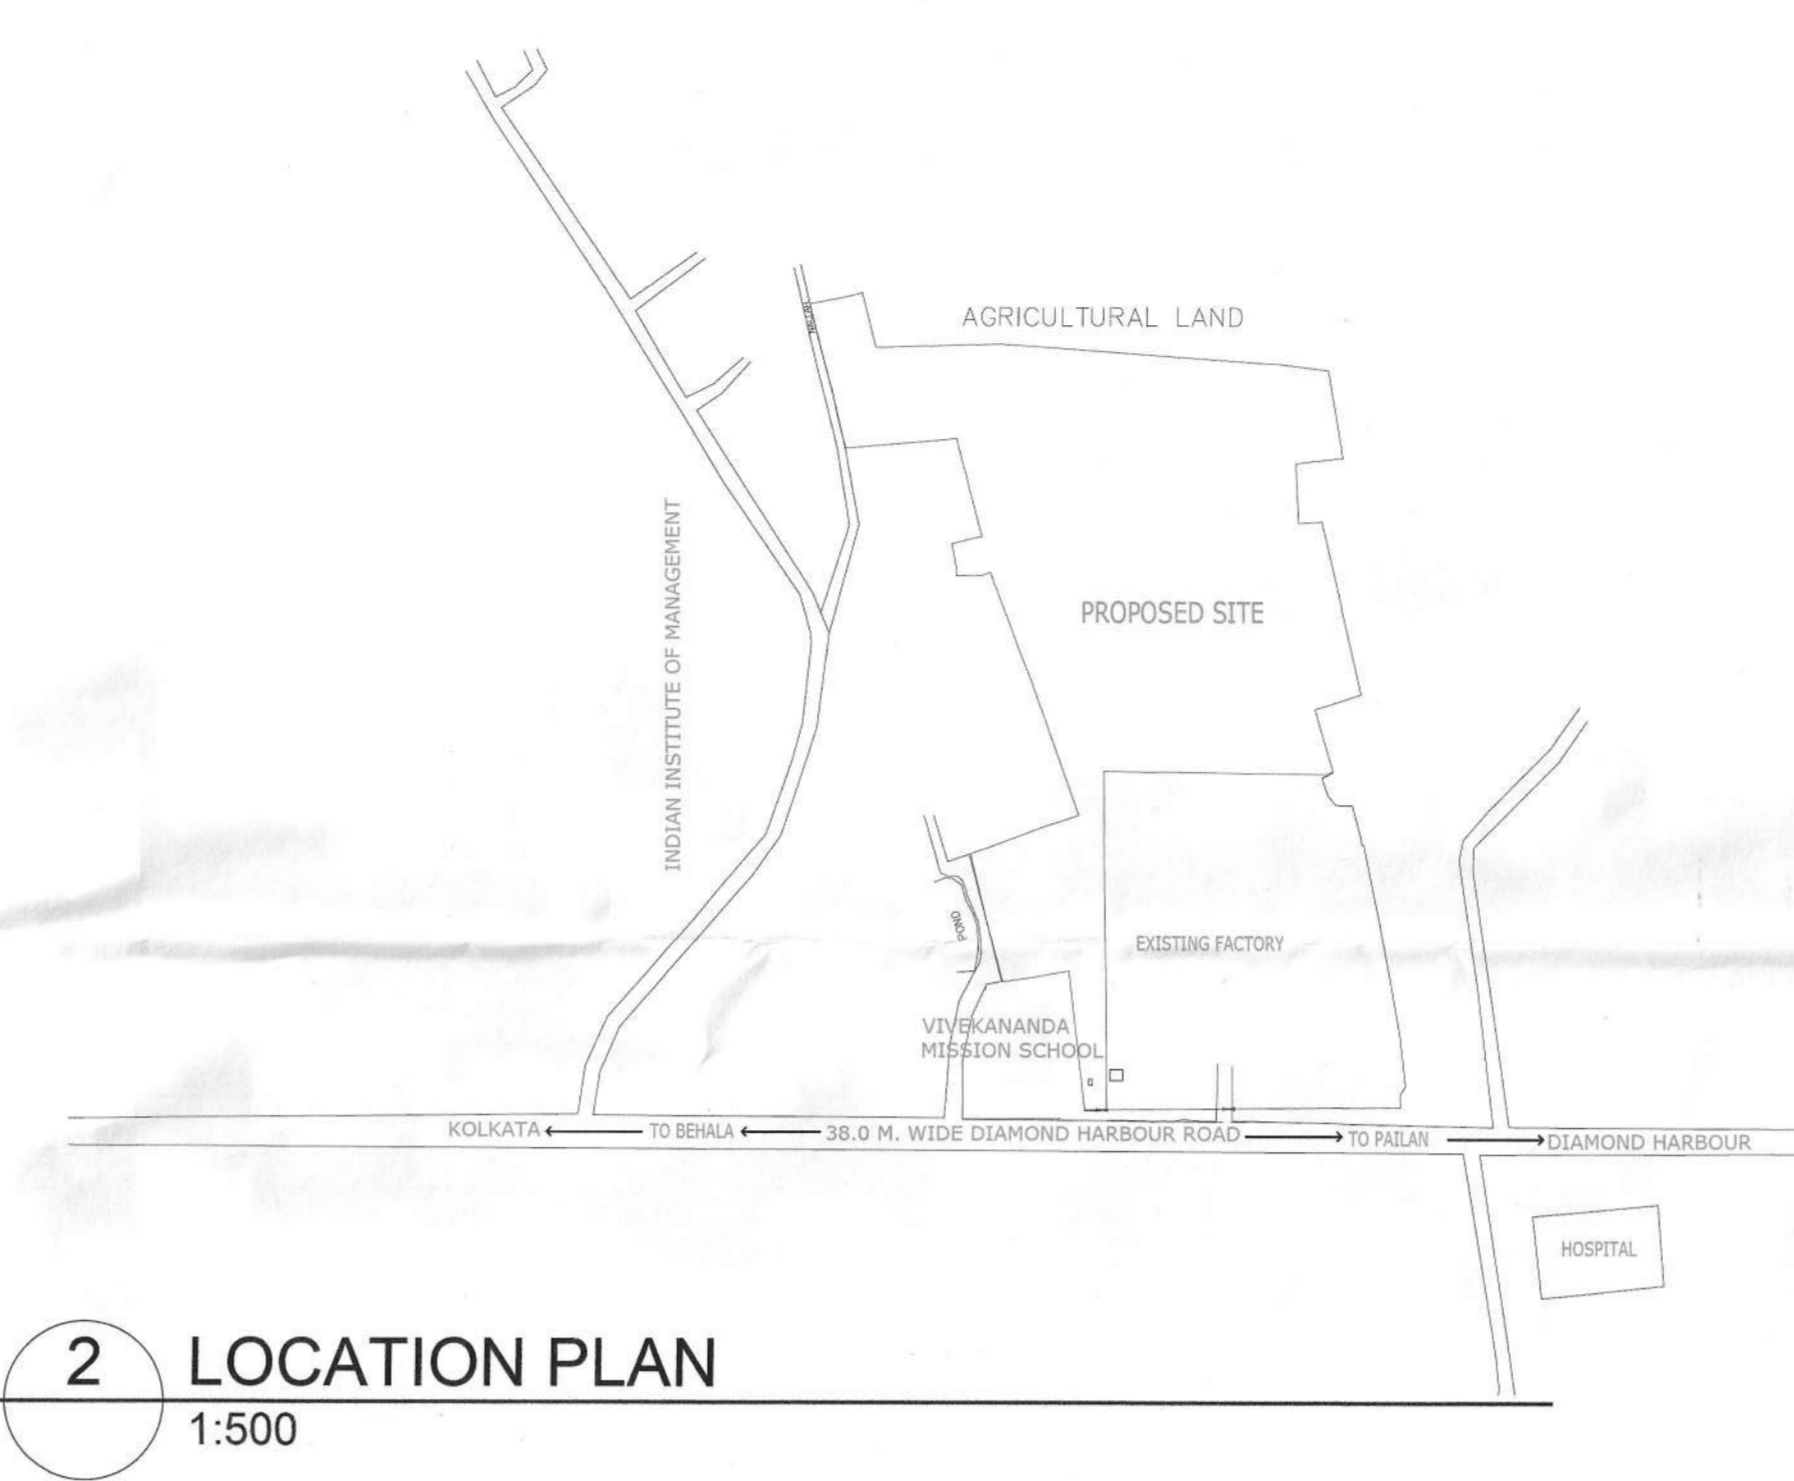 NALLAH
AGRICULTURAL LAND
INDIAN INSTITUTE OF MANAGEMENT
PROPOSED SITE
POND
EXISTING FACTORY
VIVEKANANDA
MISSION SCHOOL
KOLKATA TO BEHALA 38.0 M. WIDE DIAMOND HARBOUR ROAD TO PAILAN DIAMOND HARBOUR
HOSPITAL
2 LOCATION PLAN
1:500